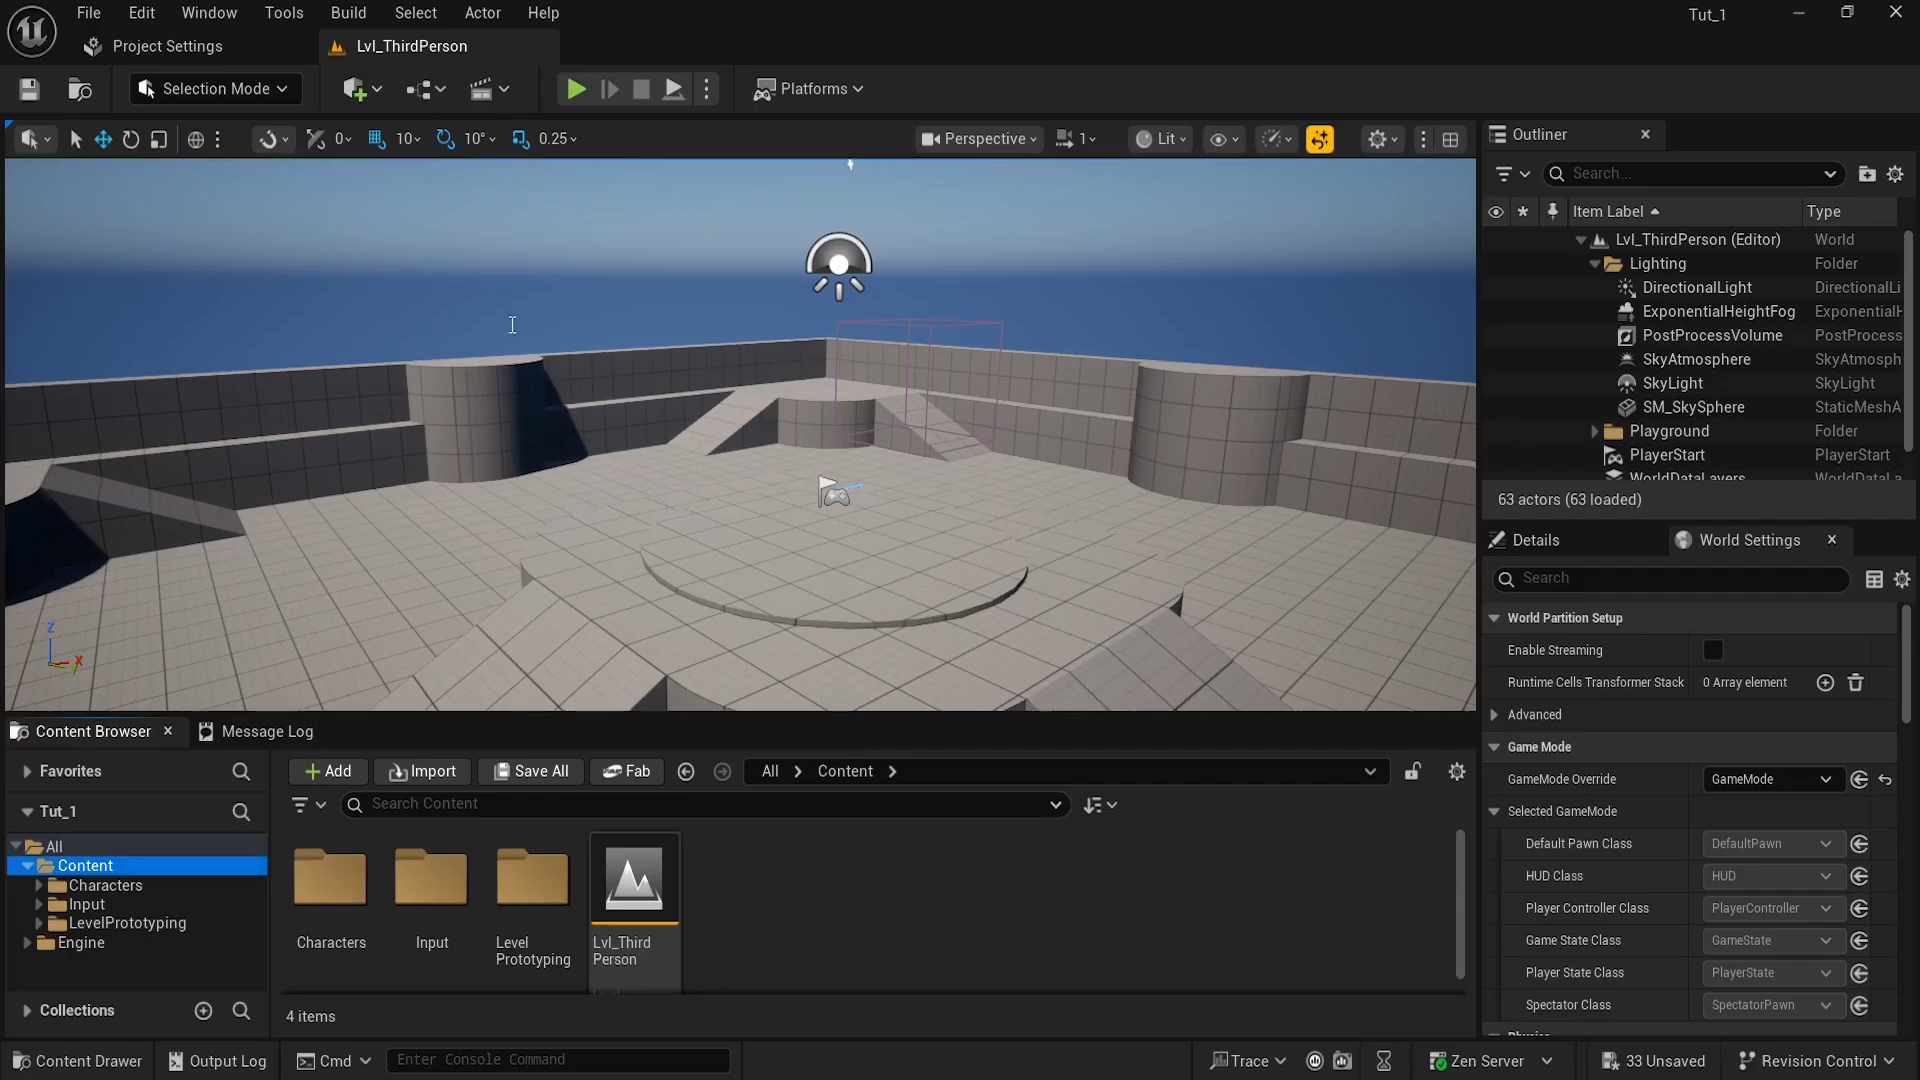 File Edit Window Tools Build Select Actor Help
Tut_1
Project Settings
Lvl_ThirdPerson
Selection Mode
Platforms
0 10 10° 0.25
Perspective 1 Lit
Z
X
Outliner
Search...
Item Label Type
Lvl_ThirdPerson (Editor) World
Lighting Folder
DirectionalLight DirectionalLi
ExponentialHeightFog Exponential
PostProcessVolume PostProcess
SkyAtmosphere SkyAtmosph
SkyLight SkyLight
SM_SkySphere StaticMeshA
Playground Folder
PlayerStart PlayerStart
WorldDataLayers WorldDataLa
63 actors (63 loaded)
Details World Settings
Search
World Partition Setup
Enable Streaming
Runtime Cells Transformer Stack 0 Array element
Advanced
Game Mode
GameMode Override GameMode
Selected GameMode
Default Pawn Class DefaultPawn
HUD Class HUD
Player Controller Class PlayerController
Game State Class GameState
Player State Class PlayerState
Spectator Class SpectatorPawn
Physics
Content Browser Message Log
Favorites
Tut_1
All
Content
Characters
Input
LevelPrototyping
Engine
Collections
Add Import Save All Fab All Content
Search Content
Characters
Input
Level
Prototyping
Lvl_Third
Person
4 items
Content Drawer Output Log Cmd Enter Console Command Trace Zen Server 33 Unsaved Revision Control